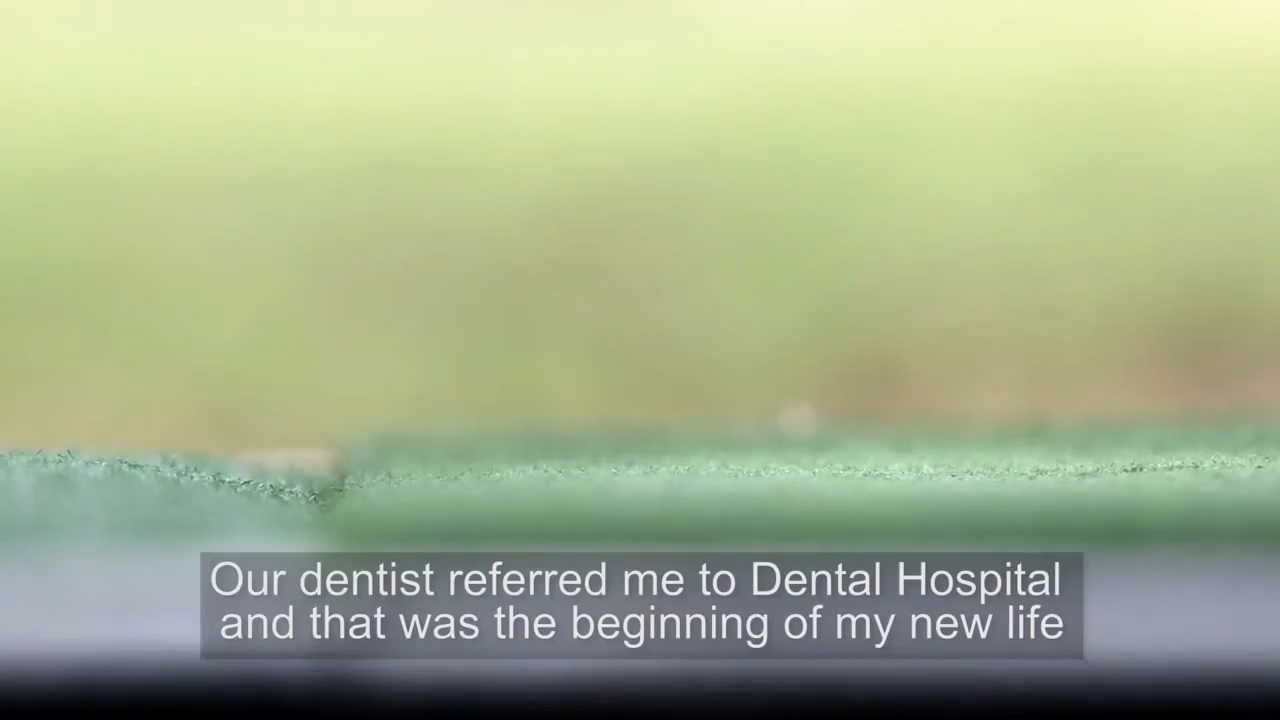 Our dentist referred me to Dental Hospital
and that was the beginning of my new life